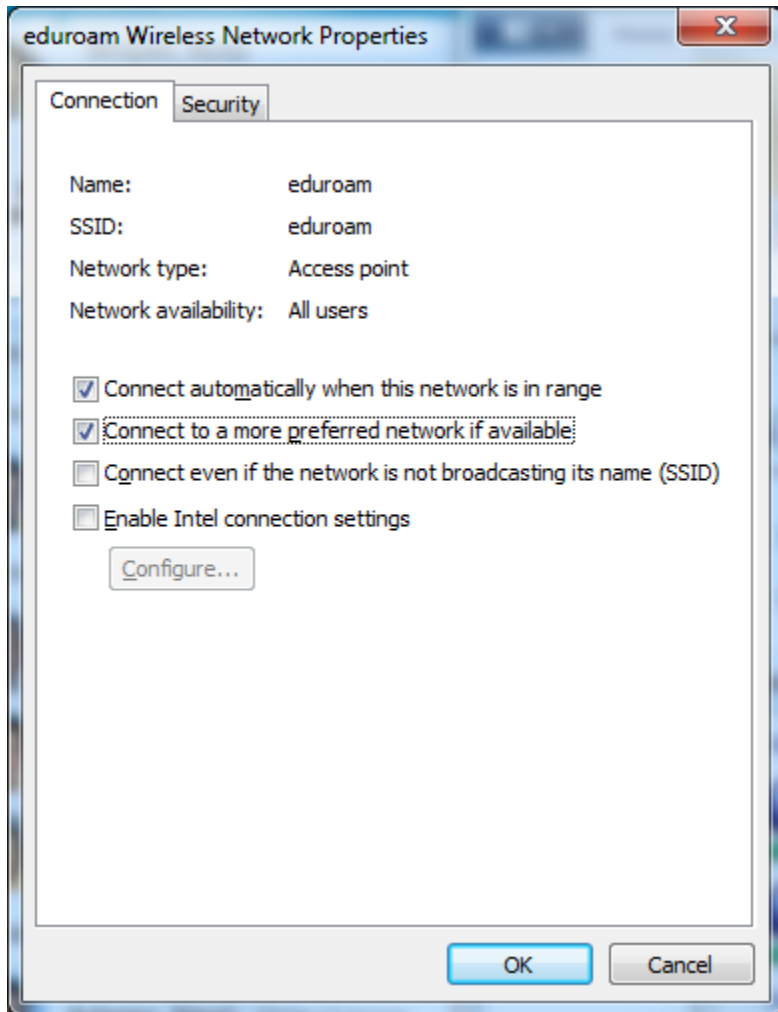 eduroam Wireless Network Properties
Connection Security
Name: eduroam
SSID: eduroam
Network type: Access point
Network availability: All users
Connect automatically when this network is in range
Connect to a more preferred network if available
Connect even if the network is not broadcasting its name (SSID)
Enable Intel connection settings
Configure...
OK Cancel